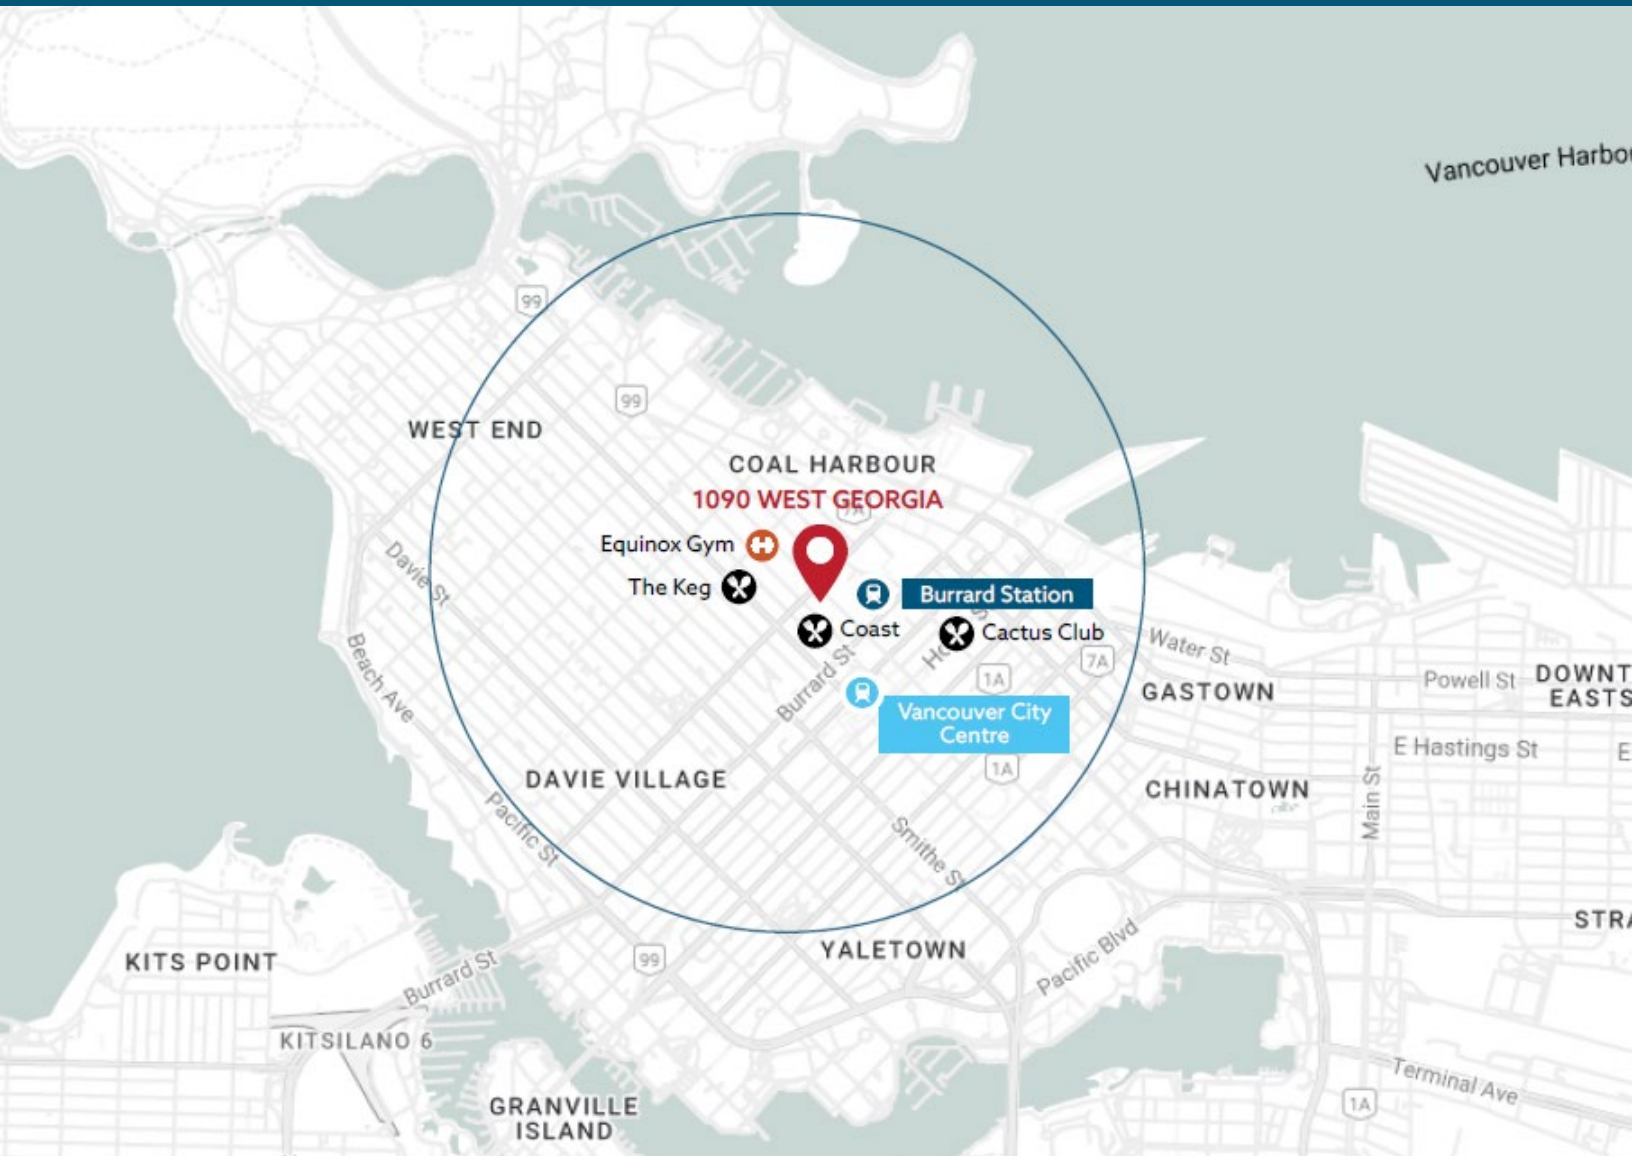 Vancouver Harbou
99
99
WEST END
COAL HARBOUR
1090 WEST GEORGIA
7A
Equinox Gym
The Keg
Burrard Station
Coast
Cactus Club
Davie St
Beach Ave
Burrard St
Water St
7A
1A
GASTOWN
Powell St
DOWNT
EASTS
Vancouver City
Centre
E Hastings St
E
1A
DAVIE VILLAGE
CHINATOWN
Main St
Pacific St
Smithe St
STRA
YALETOWN
99
KITS POINT
Burrard St
Pacific Blvd
KITSILANO 6
Terminal Ave
1A
GRANVILLE
ISLAND